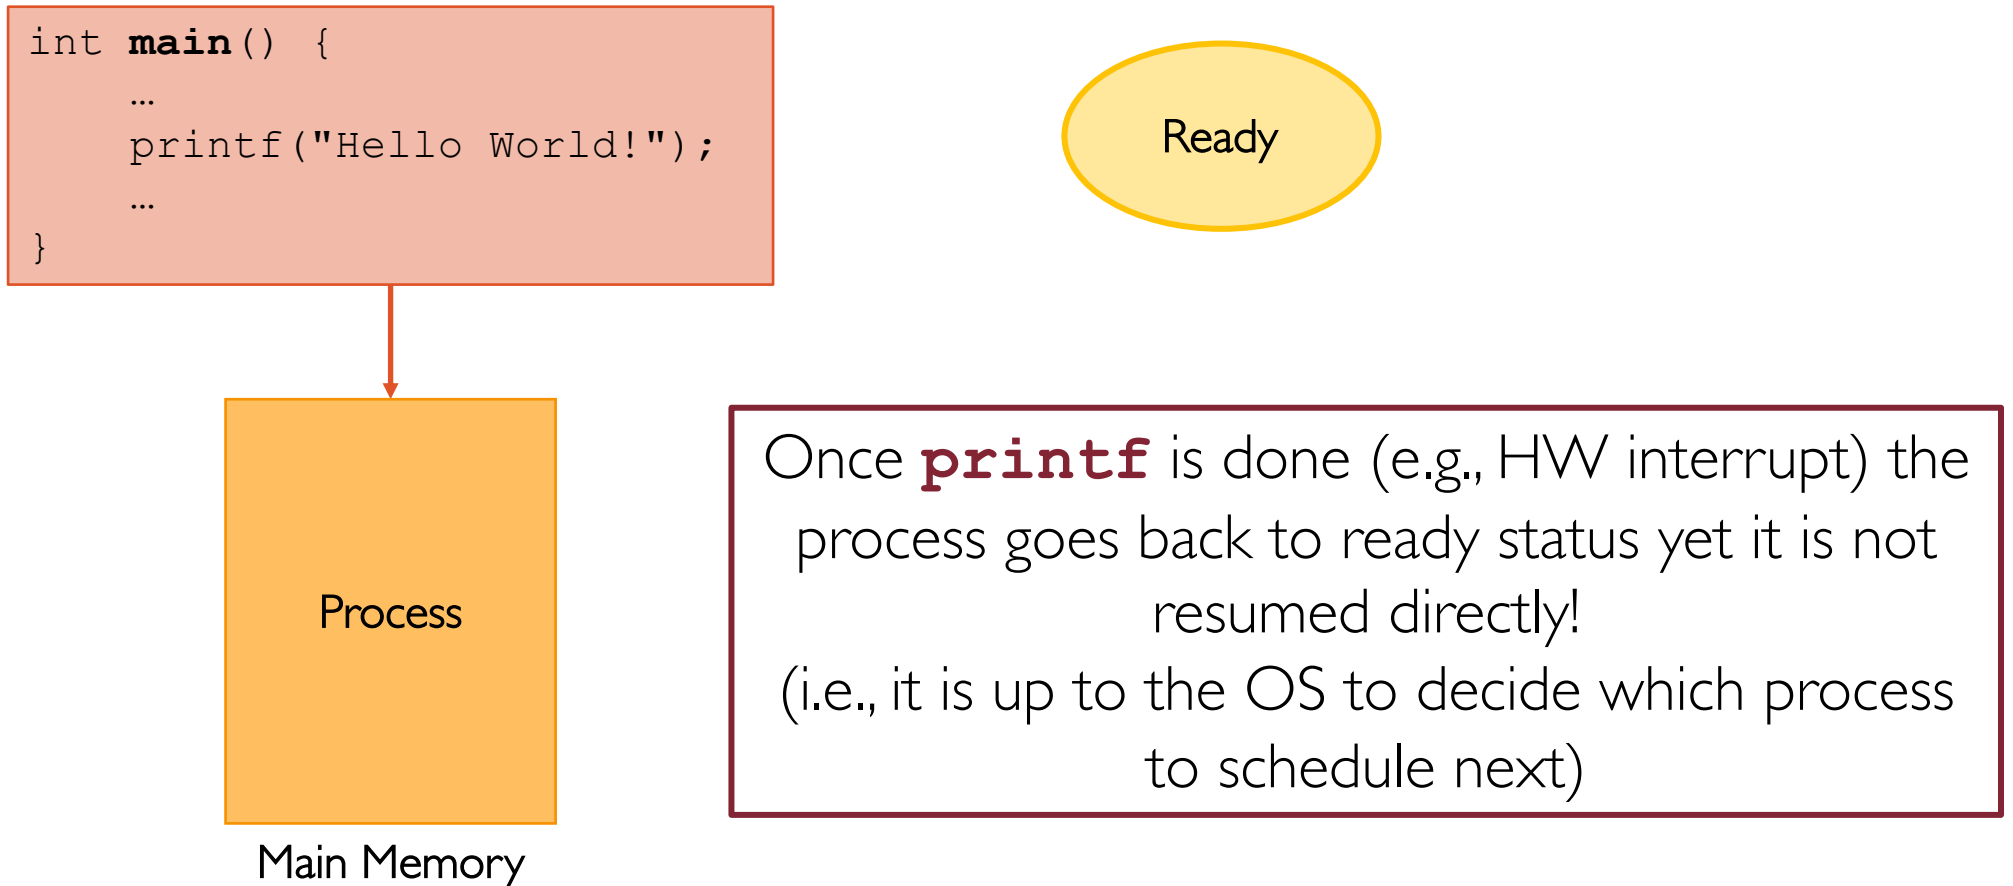 int main() {
…
printf("Hello World!");
…
}
Ready
Process
Main Memory
Once printf is done (e.g., HW interrupt) the
process goes back to ready status yet it is not
resumed directly!
(i.e., it is up to the OS to decide which process
to schedule next)